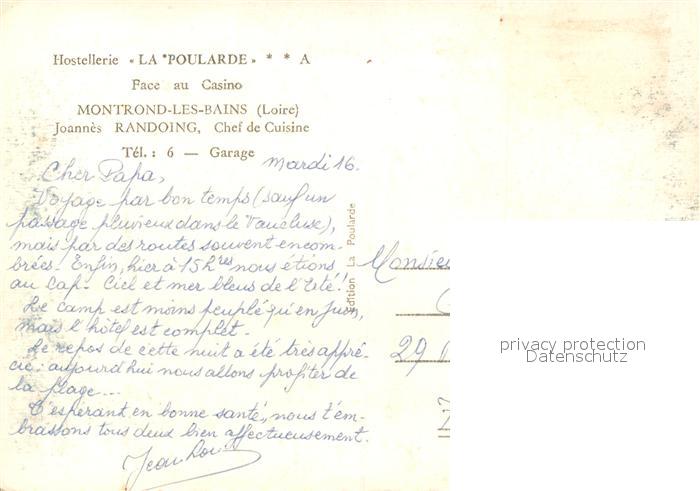 Hostellerie « LA POULARDE » * * A
Face au Casino
MONTROND-LES-BAINS (Loire)
Joannès RANDOING, Chef de Cuisine
Tél. : 6 — Garage
mardi 16.
Cher Papa,
Voyage par bon temps (sauf un
passage pluvieux dans le Vaucluse),
mais par des routes souvent encom-
brées. Enfin, hier à 15 hres nous étions
au Cap. Ciel et mer bleus de l'été!!
Le camp est moins peuplé qu'en Juin,
mais l'hôtel est complet.
Le repos de cette nuit a été très appré-
cié: aujourd'hui nous allons profiter de
la plage...
T'espérant en bonne santé, nous t'em-
brassons tous deux bien affectueusement.
Jean
Edition La Poularde
Monsie
29
privacy protection
Datenschutz